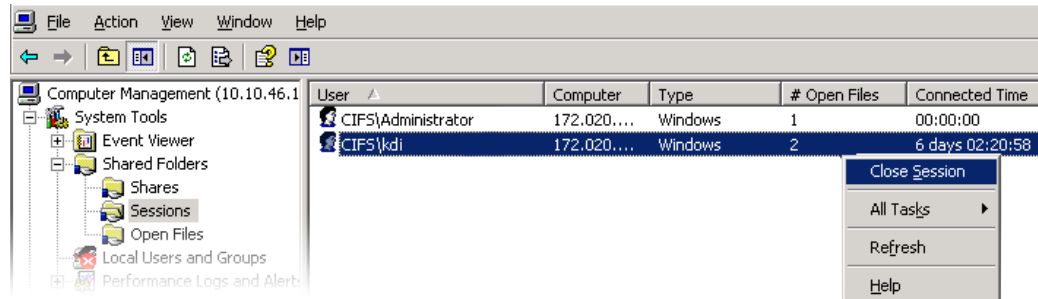 File Action View Window Help
Computer Management (10.10.46.1
System Tools
Event Viewer
Shared Folders
Shares
Sessions
Open Files
Local Users and Groups
Performance Logs and Alert
User Computer Type # Open Files Connected Time
CIFS\Administrator 172.020.... Windows 1 00:00:00
CIFS\kdi 172.020.... Windows 2 6 days 02:20:58
Close Session
All Tasks
Refresh
Help